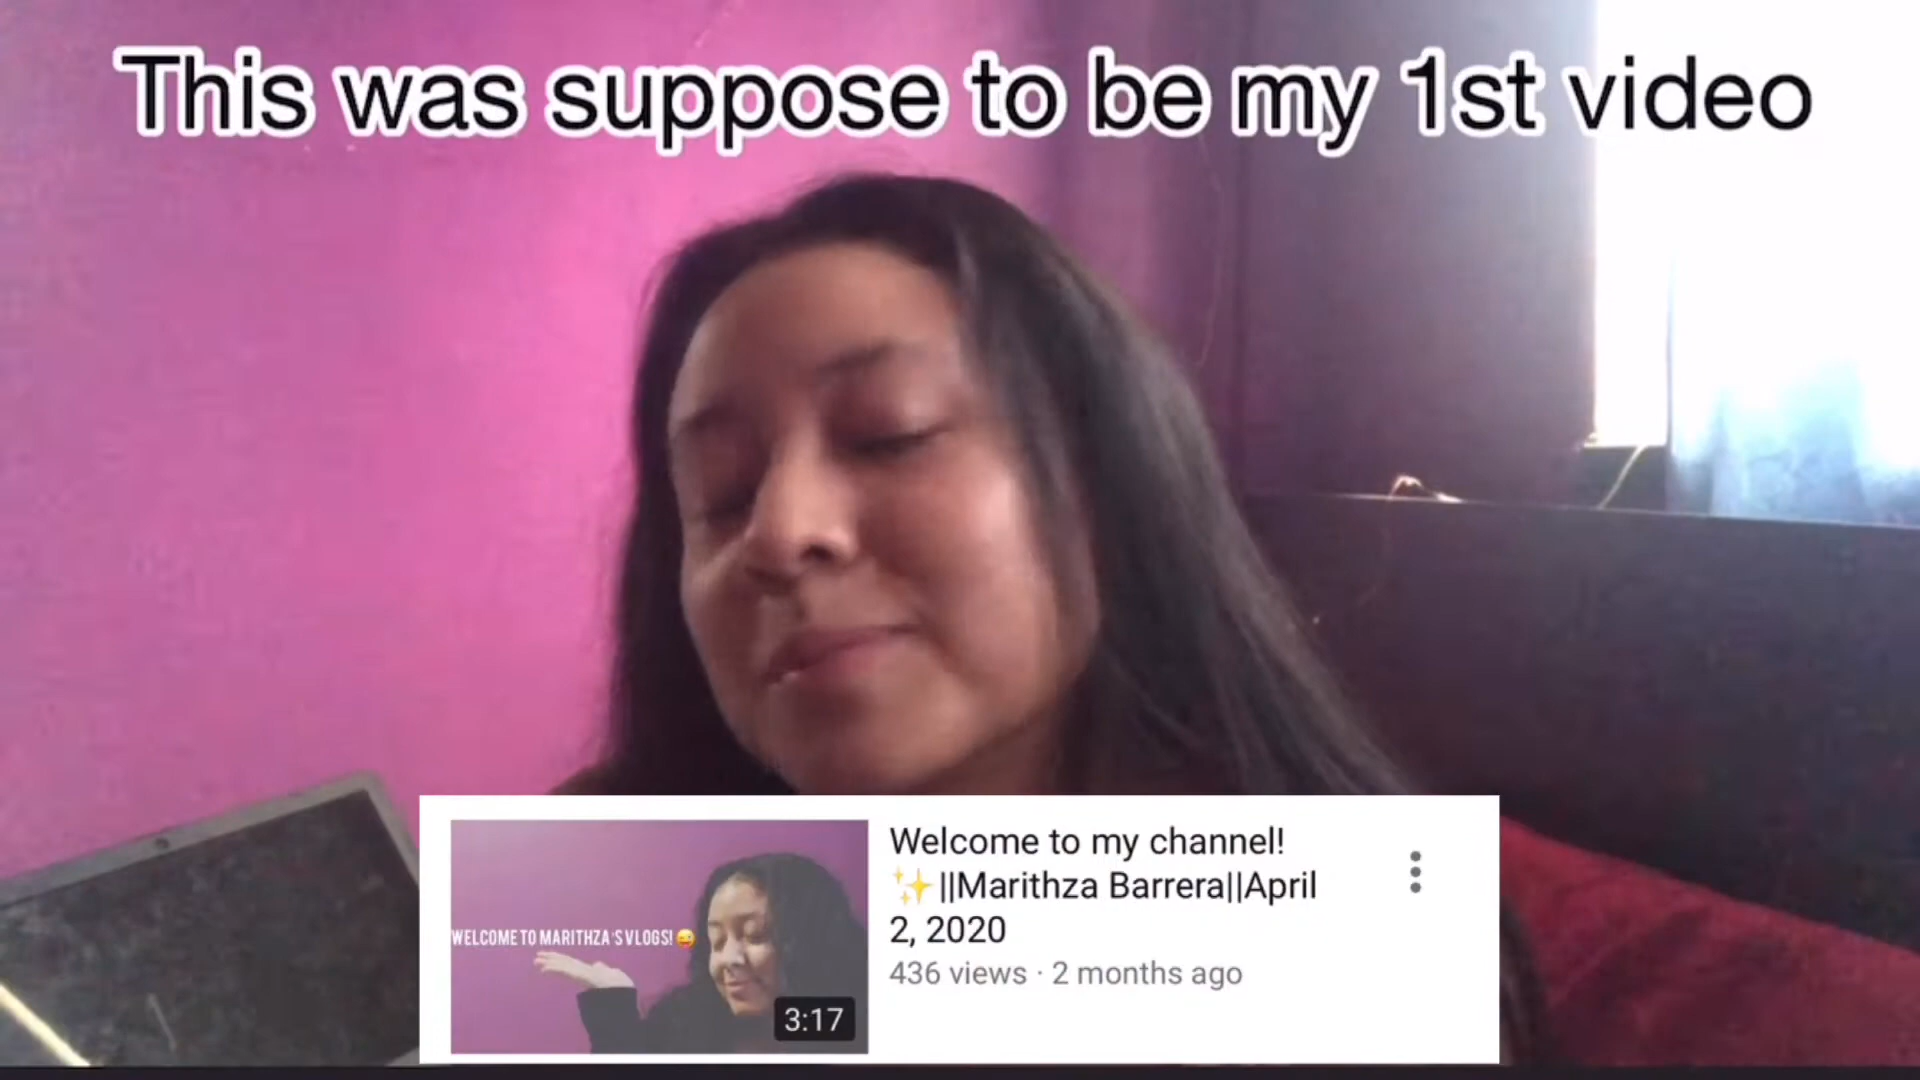 This was suppose to be my 1st video
Welcome to my channel!
✨||Marithza Barrera||April
2, 2020
436 views · 2 months ago
WELCOME TO MARITHZA'S VLOGS! 😜
3:17